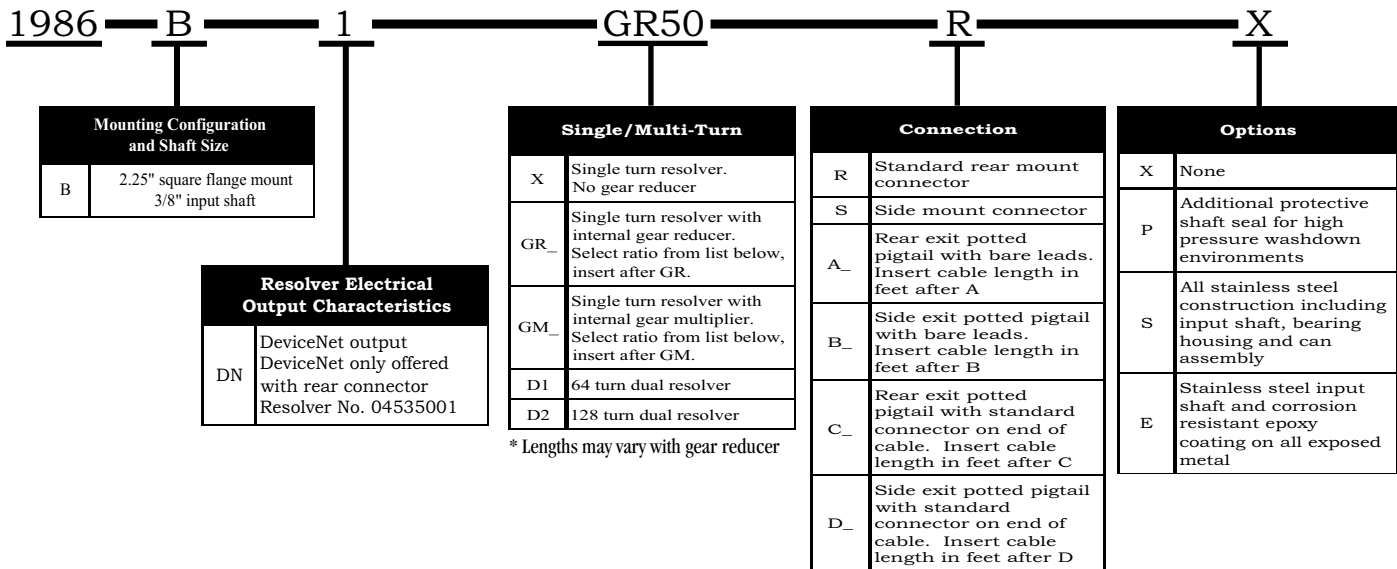 1986 B 1 GR50 R X
Mounting Configuration
and Shaft Size
B
2.25" square flange mount
3/8" input shaft
Resolver Electrical
Output Characteristics
DN
DeviceNet output
DeviceNet only offered
with rear connector
Resolver No. 04535001
Single/Multi-Turn
X
Single turn resolver.
No gear reducer
GR_
Single turn resolver with
internal gear reducer.
Select ratio from list below,
insert after GR.
GM_
Single turn resolver with
internal gear multiplier.
Select ratio from list below,
insert after GM.
D1
64 turn dual resolver
D2
128 turn dual resolver
* Lengths may vary with gear reducer
Connection
R
Standard rear mount
connector
S
Side mount connector
A_
Rear exit potted
pigtail with bare leads.
Insert cable length in
feet after A
B_
Side exit potted pigtail
with bare leads.
Insert cable length in
feet after B
C_
Rear exit potted
pigtail with standard
connector on end of
cable. Insert cable
length in feet after C
D_
Side exit potted pigtail
with standard
connector on end of
cable. Insert cable
length in feet after D
Options
X
None
P
Additional protective
shaft seal for high
pressure washdown
environments
S
All stainless steel
construction including
input shaft, bearing
housing and can
assembly
E
Stainless steel input
shaft and corrosion
resistant epoxy
coating on all exposed
metal